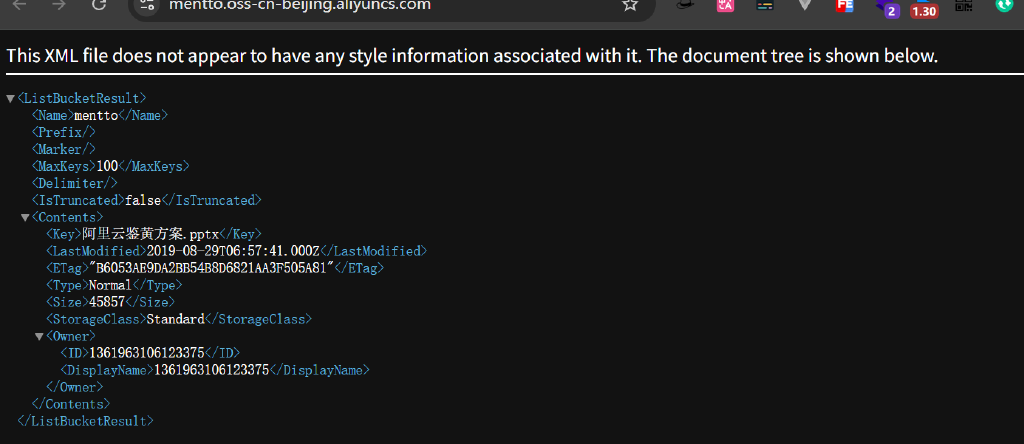 mentto.oss-cn-beijing.aliyuncs.com
2
1.30
This XML file does not appear to have any style information associated with it. The document tree is shown below.
▼<ListBucketResult>
<Name>mentto</Name>
<Prefix/>
<Marker/>
<MaxKeys>100</MaxKeys>
<Delimiter/>
<IsTruncated>false</IsTruncated>
▼<Contents>
<Key>阿里云鉴黄方案.pptx</Key>
<LastModified>2019-08-29T06:57:41.000Z</LastModified>
<ETag>"B6053AE9DA2BB54B8D6821AA3F505A81"</ETag>
<Type>Normal</Type>
<Size>45857</Size>
<StorageClass>Standard</StorageClass>
▼<Owner>
<ID>1361963106123375</ID>
<DisplayName>1361963106123375</DisplayName>
</Owner>
</Contents>
</ListBucketResult>